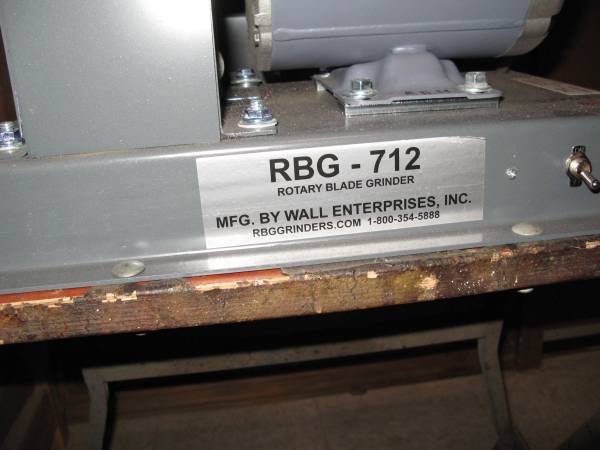 RBG - 712
ROTARY BLADE GRINDER
MFG. BY WALL ENTERPRISES, INC.
RBGGRINDERS.COM 1-800-354-5888